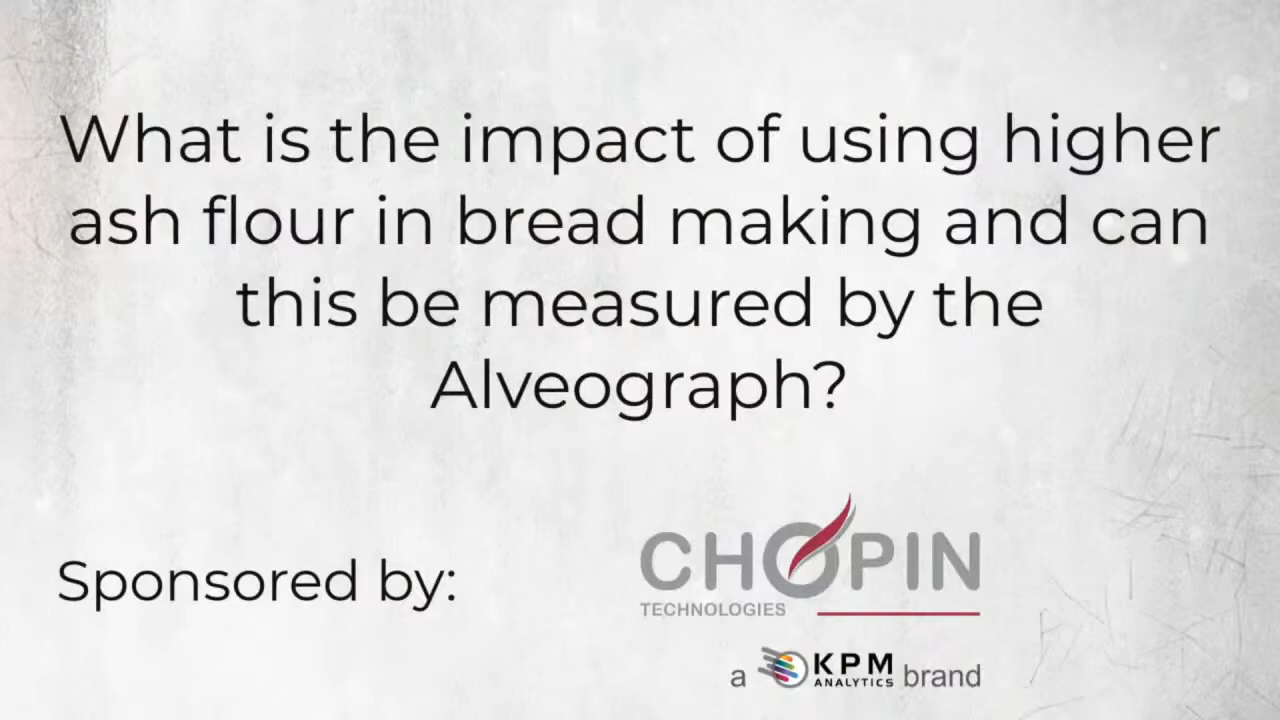 What is the impact of using higher
ash flour in bread making and can
this be measured by the
Alveograph?
Sponsored by:
CHOPIN
TECHNOLOGIES
a KPM ANALYTICS brand